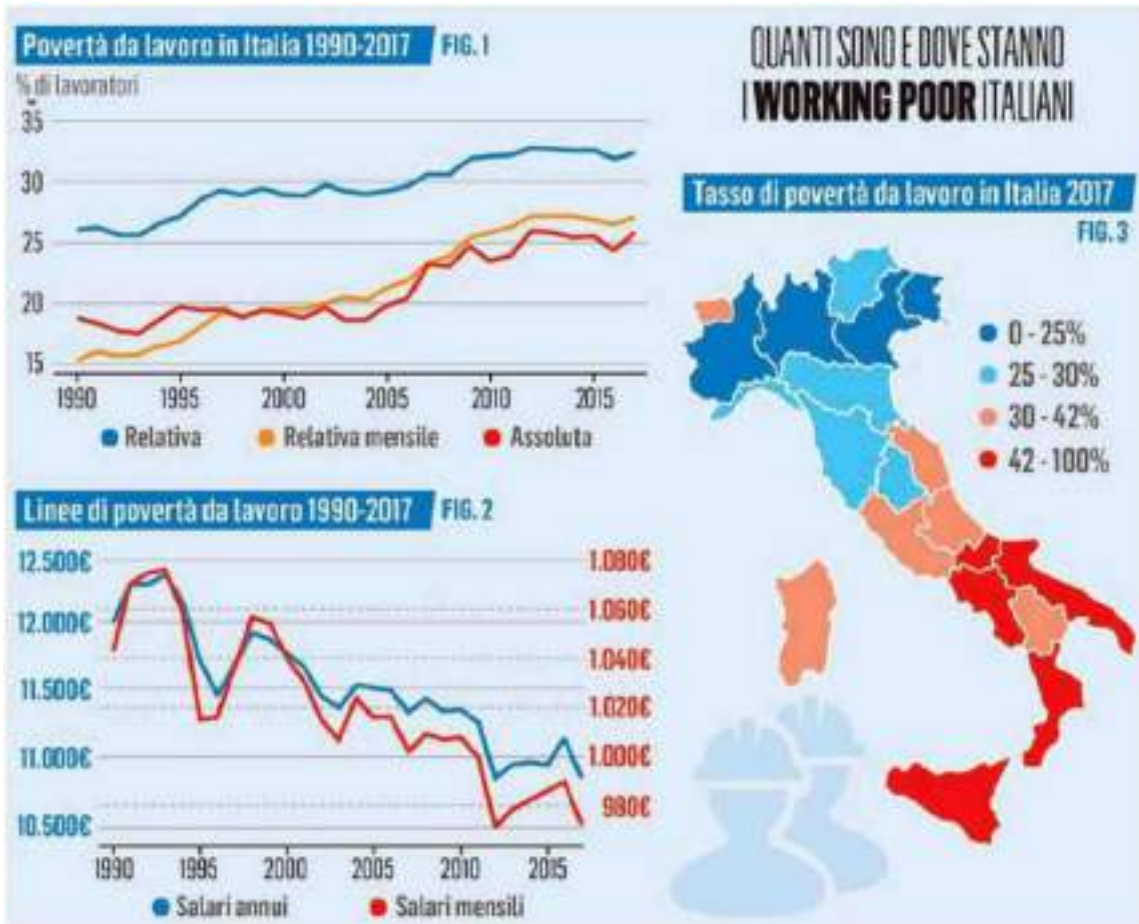 Povertà da lavoro in Italia 1990-2017 FIG. 1
% di lavoratori
35
30
25
20
15
1990 1995 2000 2005 2010 2015
Relativa Relativa mensile Assoluta
Linee di povertà da lavoro 1990-2017 FIG. 2
12.500€ 1.080€
1.060€
12.000€
1.040€
11.500€
1.020€
11.000€ 1.000€
980€
10.500€
1990 1995 2000 2005 2010 2015
Salari annui Salari mensili
QUANTI SONO E DOVE STANNO
I WORKING POOR ITALIANI
Tasso di povertà da lavoro in Italia 2017
FIG. 3
0 - 25%
25 - 30%
30 - 42%
42 - 100%